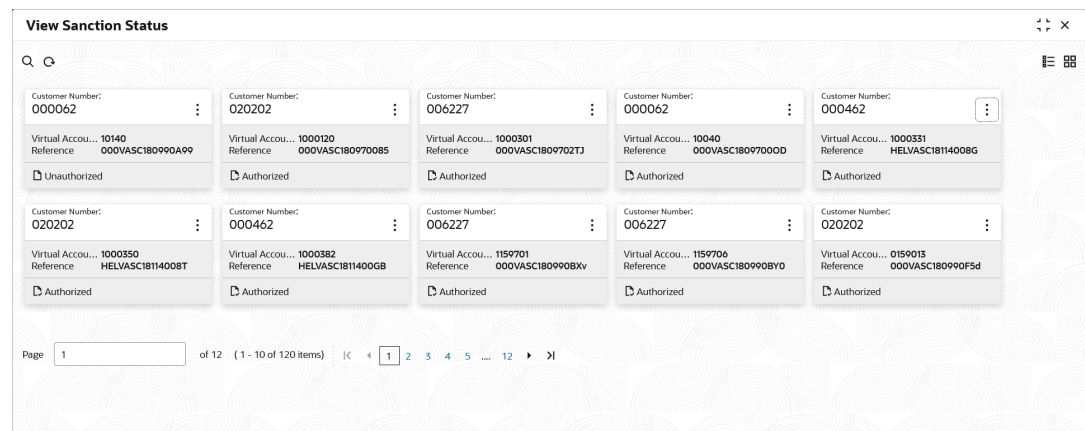 View Sanction Status
Customer Number:
000062
Virtual Accou... 10140
Reference 000VASC180990A99
Unauthorized
Customer Number:
020202
Virtual Accou... 1000120
Reference 000VASC180970085
Authorized
Customer Number:
006227
Virtual Accou... 1000301
Reference 000VASC1809702TJ
Authorized
Customer Number:
000062
Virtual Accou... 10040
Reference 000VASC1809700OD
Authorized
Customer Number:
000462
Virtual Accou... 1000331
Reference HELVASC18114008G
Authorized
Customer Number:
020202
Virtual Accou... 1000350
Reference HELVASC18114008T
Authorized
Customer Number:
000462
Virtual Accou... 1000382
Reference HELVASC1811400GB
Authorized
Customer Number:
006227
Virtual Accou... 1159701
Reference 000VASC180990BXv
Authorized
Customer Number:
006227
Virtual Accou... 1159706
Reference 000VASC180990BY0
Authorized
Customer Number:
020202
Virtual Accou... 0159013
Reference 000VASC180990F5d
Authorized
Page 1 of 12 (1 - 10 of 120 items) 1 2 3 4 5 .... 12